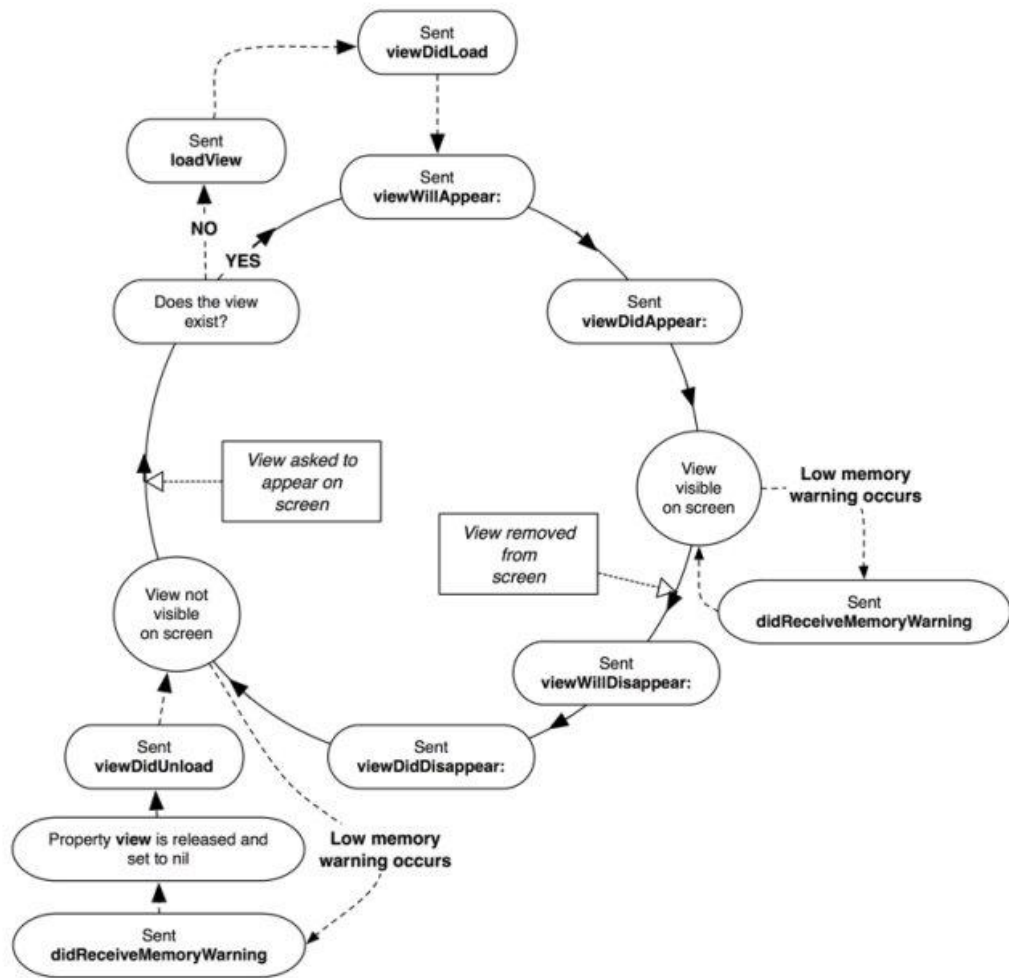 Sent
viewDidLoad
Sent
loadView
Sent
viewWillAppear:
NO
YES
Does the view
exist?
Sent
viewDidAppear:
View asked to
appear on
screen
View
visible
on screen
Low memory
warning occurs
View removed
from
screen
View not
visible
on screen
Sent
didReceiveMemoryWarning
Sent
viewWillDisappear:
Sent
viewDidUnload
Sent
viewDidDisappear:
Property view is released and
set to nil
Low memory
warning occurs
Sent
didReceiveMemoryWarning